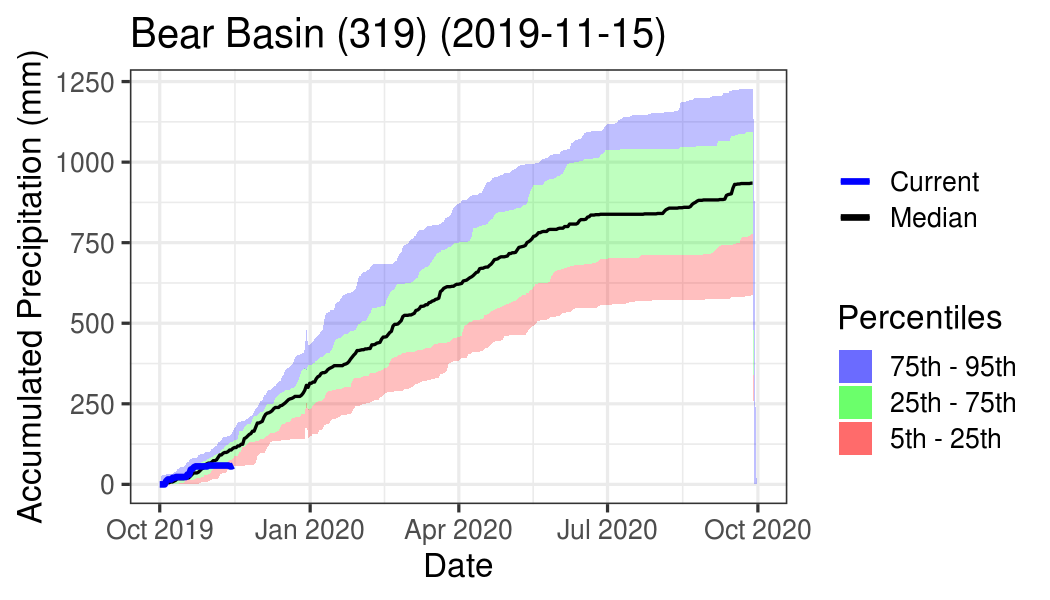 Bear Basin (319) (2019-11-15)
Accumulated Precipitation (mm)
1250
1000
750
500
250
0
Oct 2019
Jan 2020
Apr 2020
Jul 2020
Oct 2020
Date
Current
Median
Percentiles
75th - 95th
25th - 75th
5th - 25th